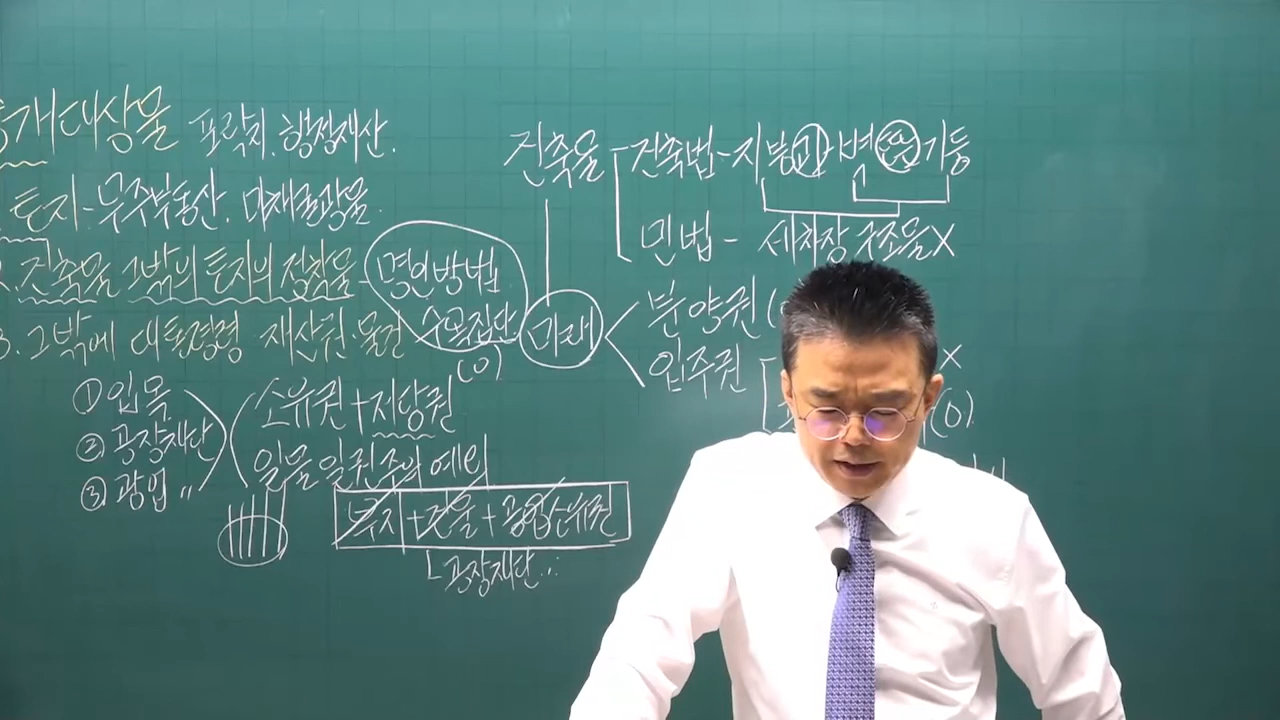 개대상물 포락지. 행정재산.
토지-무주부동산. 미채굴광물.
건축물 그밖의 토지의 정착물 - 명인방법
수목집단
(O)
3. 그밖에 대통령령 재산권·물건
① 입목
② 공장재단
③ 광업 〃
소유권+저당권
일물일권주의 예외
부지+건물+광업소유권
공장재단
건축물 - 건축법-지붕
기둥
민법- 세차장 구조물X
미래
분양권
입주권
X
(O)